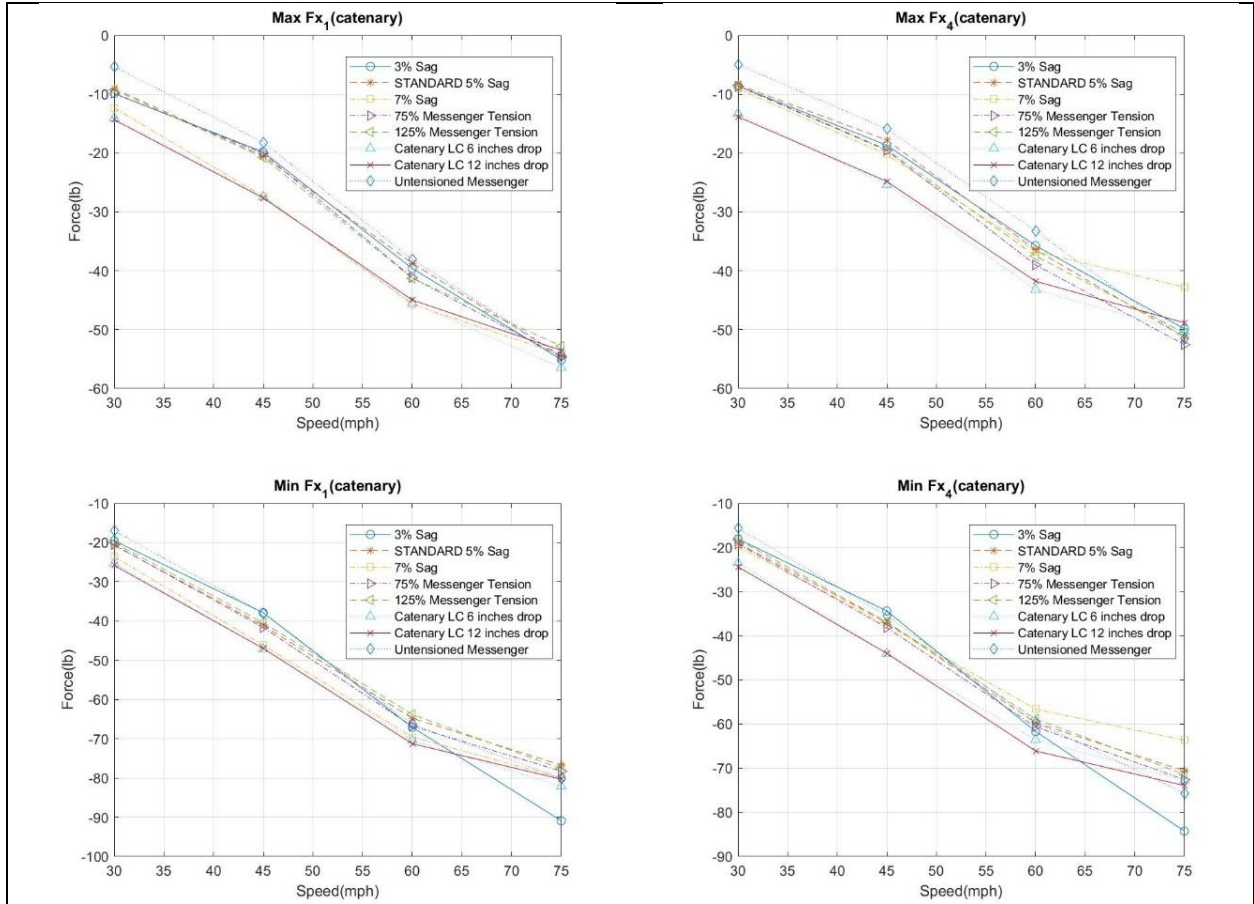 Max Fx1(catenary)
0
-10
-20
-30
-40
-50
-60
Force(lb)
3% Sag
STANDARD 5% Sag
7% Sag
75% Messenger Tension
125% Messenger Tension
Catenary LC 6 inches drop
Catenary LC 12 inches drop
Untensioned Messenger
30 35 40 45 50 55 60 65 70 75
Speed(mph)
Max Fx4(catenary)
0
-10
-20
-30
-40
-50
-60
Force(lb)
3% Sag
STANDARD 5% Sag
7% Sag
75% Messenger Tension
125% Messenger Tension
Catenary LC 6 inches drop
Catenary LC 12 inches drop
Untensioned Messenger
30 35 40 45 50 55 60 65 70 75
Speed(mph)
Min Fx1(catenary)
-10
-20
-30
-40
-50
-60
-70
-80
-90
-100
Force(lb)
3% Sag
STANDARD 5% Sag
7% Sag
75% Messenger Tension
125% Messenger Tension
Catenary LC 6 inches drop
Catenary LC 12 inches drop
Untensioned Messenger
30 35 40 45 50 55 60 65 70 75
Speed(mph)
Min Fx4(catenary)
-10
-20
-30
-40
-50
-60
-70
-80
-90
Force(lb)
3% Sag
STANDARD 5% Sag
7% Sag
75% Messenger Tension
125% Messenger Tension
Catenary LC 6 inches drop
Catenary LC 12 inches drop
Untensioned Messenger
30 35 40 45 50 55 60 65 70 75
Speed(mph)